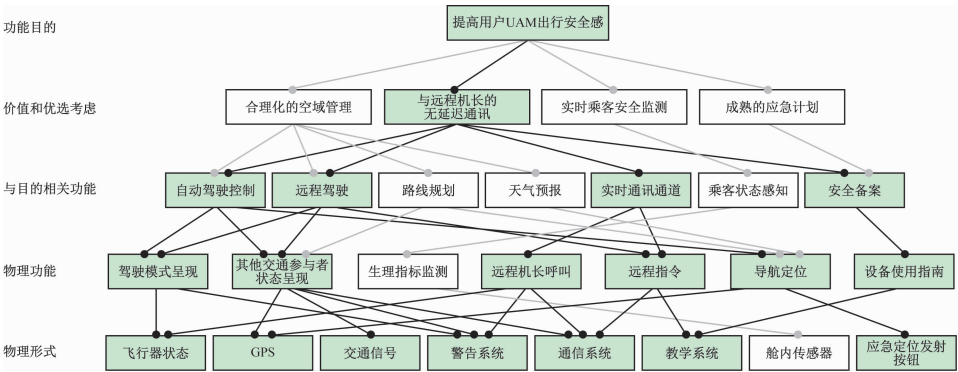 功能目的
提高用户UAM出行安全感
价值和优选考虑
合理化的空域管理
与远程机长的
无延迟通讯
实时乘客安全监测
成熟的应急计划
与目的相关功能
自动驾驶控制
远程驾驶
路线规划
天气预报
实时通讯通道
乘客状态感知
安全备案
物理功能
驾驶模式呈现
其他交通参与者
状态呈现
生理指标监测
远程机长呼叫
远程指令
导航定位
设备使用指南
物理形式
飞行器状态
GPS
交通信号
警告系统
通信系统
教学系统
舱内传感器
应急定位发射
按钮